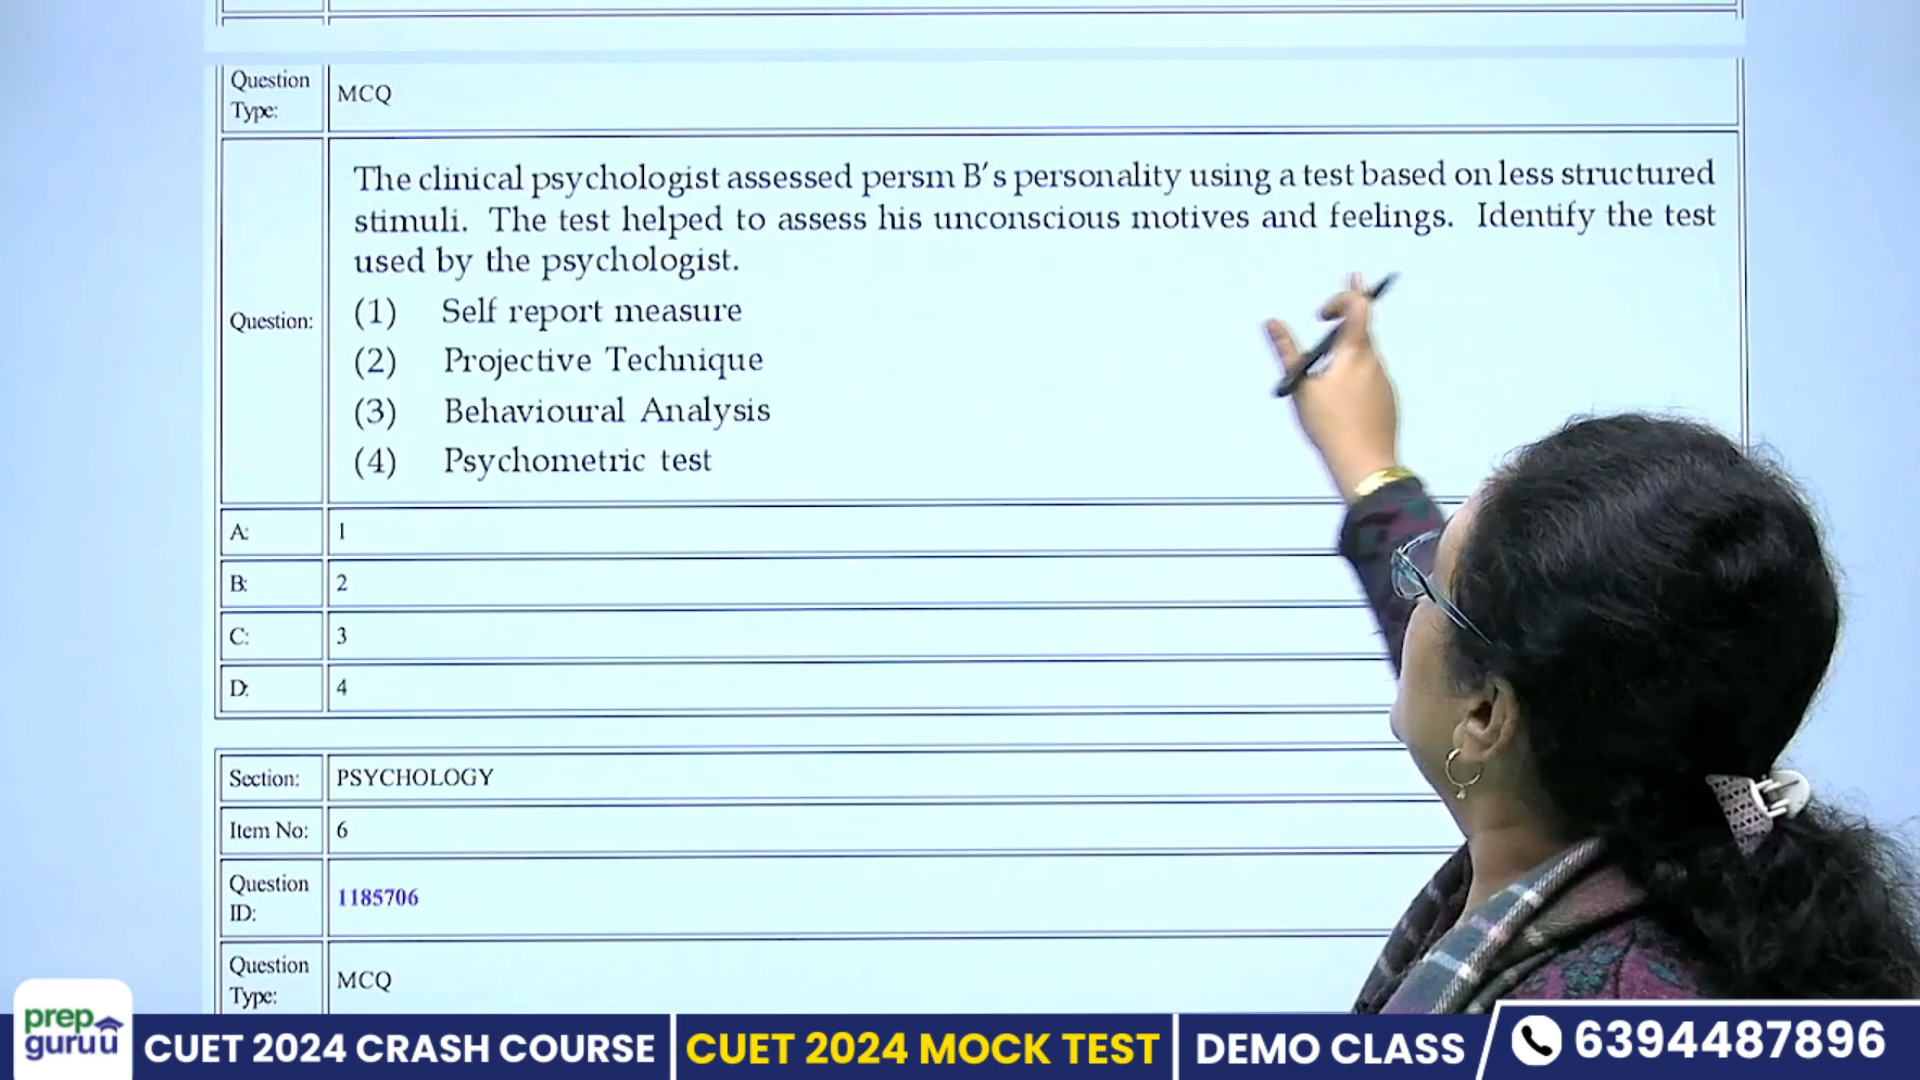 Question
Type:
MCQ
The clinical psychologist assessed persm B's personality using a test based on less structured
stimuli. The test helped to assess his unconscious motives and feelings. Identify the test
used by the psychologist.
Question:
(1) Self report measure
(2) Projective Technique
(3) Behavioural Analysis
(4) Psychometric test
A: 1
B: 2
C: 3
D: 4
Section: PSYCHOLOGY
Item No: 6
Question
ID:
1185706
Question
Type:
MCQ
prep
guruu
CUET 2024 CRASH COURSE
CUET 2024 MOCK TEST
DEMO CLASS
6394487896